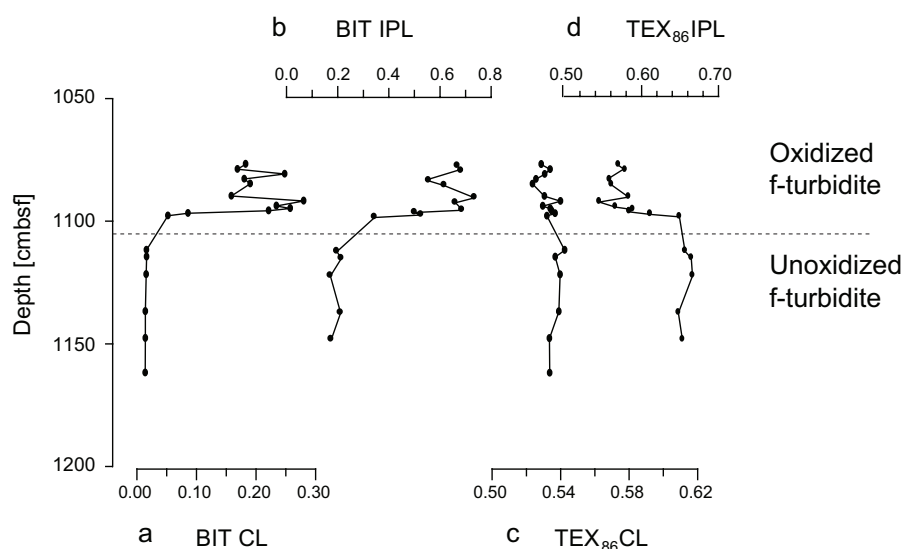 b BIT IPL d TEX₈₆IPL
0.0 0.2 0.4 0.6 0.8 0.50 0.60 0.70
1050
Oxidized
f-turbidite
1100
Depth [cmbsf]
Unoxidized
f-turbidite
1150
1200
0.00 0.10 0.20 0.30 0.50 0.54 0.58 0.62
a BIT CL c TEX₈₆CL